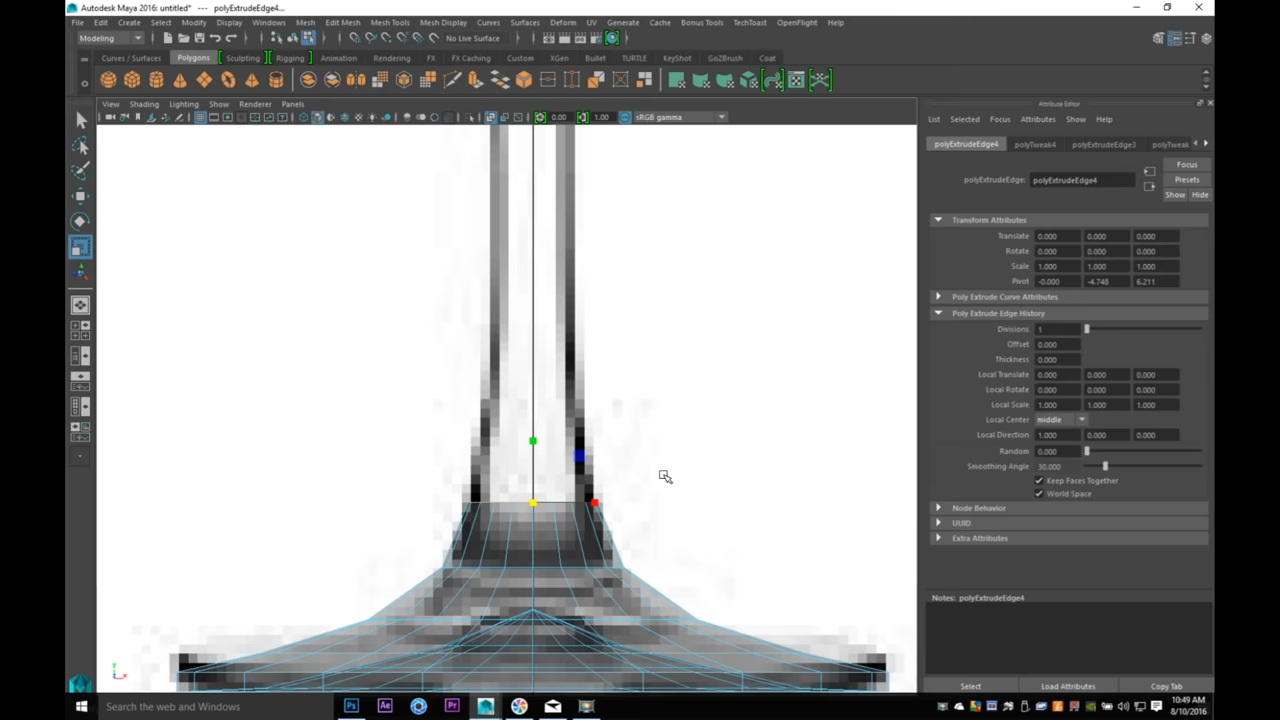 Autodesk Maya 2016: untitled* --- polyExtrudeEdge4...
File Edit Create Select Modify Display Windows Mesh Edit Mesh Mesh Tools Mesh Display Curves Surfaces Deform UV Generate Cache Bonus Tools TechToast OpenFlight Help
Modeling No Live Surface
Curves / Surfaces Polygons Sculpting Rigging Animation Rendering FX FX Caching Custom XGen Bullet TURTLE KeyShot GoZBrush Coat
View Shading Lighting Show Renderer Panels
0.00 1.00 sRGB gamma
Attribute Editor
List Selected Focus Attributes Show Help
polyExtrudeEdge4 polyTweak4 polyExtrudeEdge3 polyTweak
Focus
polyExtrudeEdge: polyExtrudeEdge4 Presets
Show Hide
Transform Attributes
Translate 0.000 0.000 0.000
Rotate 0.000 0.000 0.000
Scale 1.000 1.000 1.000
Pivot -0.000 -4.748 6.211
Poly Extrude Curve Attributes
Poly Extrude Edge History
Divisions 1
Offset 0.000
Thickness 0.000
Local Translate 0.000 0.000 0.000
Local Rotate 0.000 0.000 0.000
Local Scale 1.000 1.000 1.000
Local Center middle
Local Direction 1.000 0.000 0.000
Random 0.000
Smoothing Angle 30.000
Keep Faces Together
World Space
Node Behavior
UUID
Extra Attributes
Notes: polyExtrudeEdge4
Select Load Attributes Copy Tab
Search the web and Windows
Ps Ae Pr
10:49 AM
8/10/2016